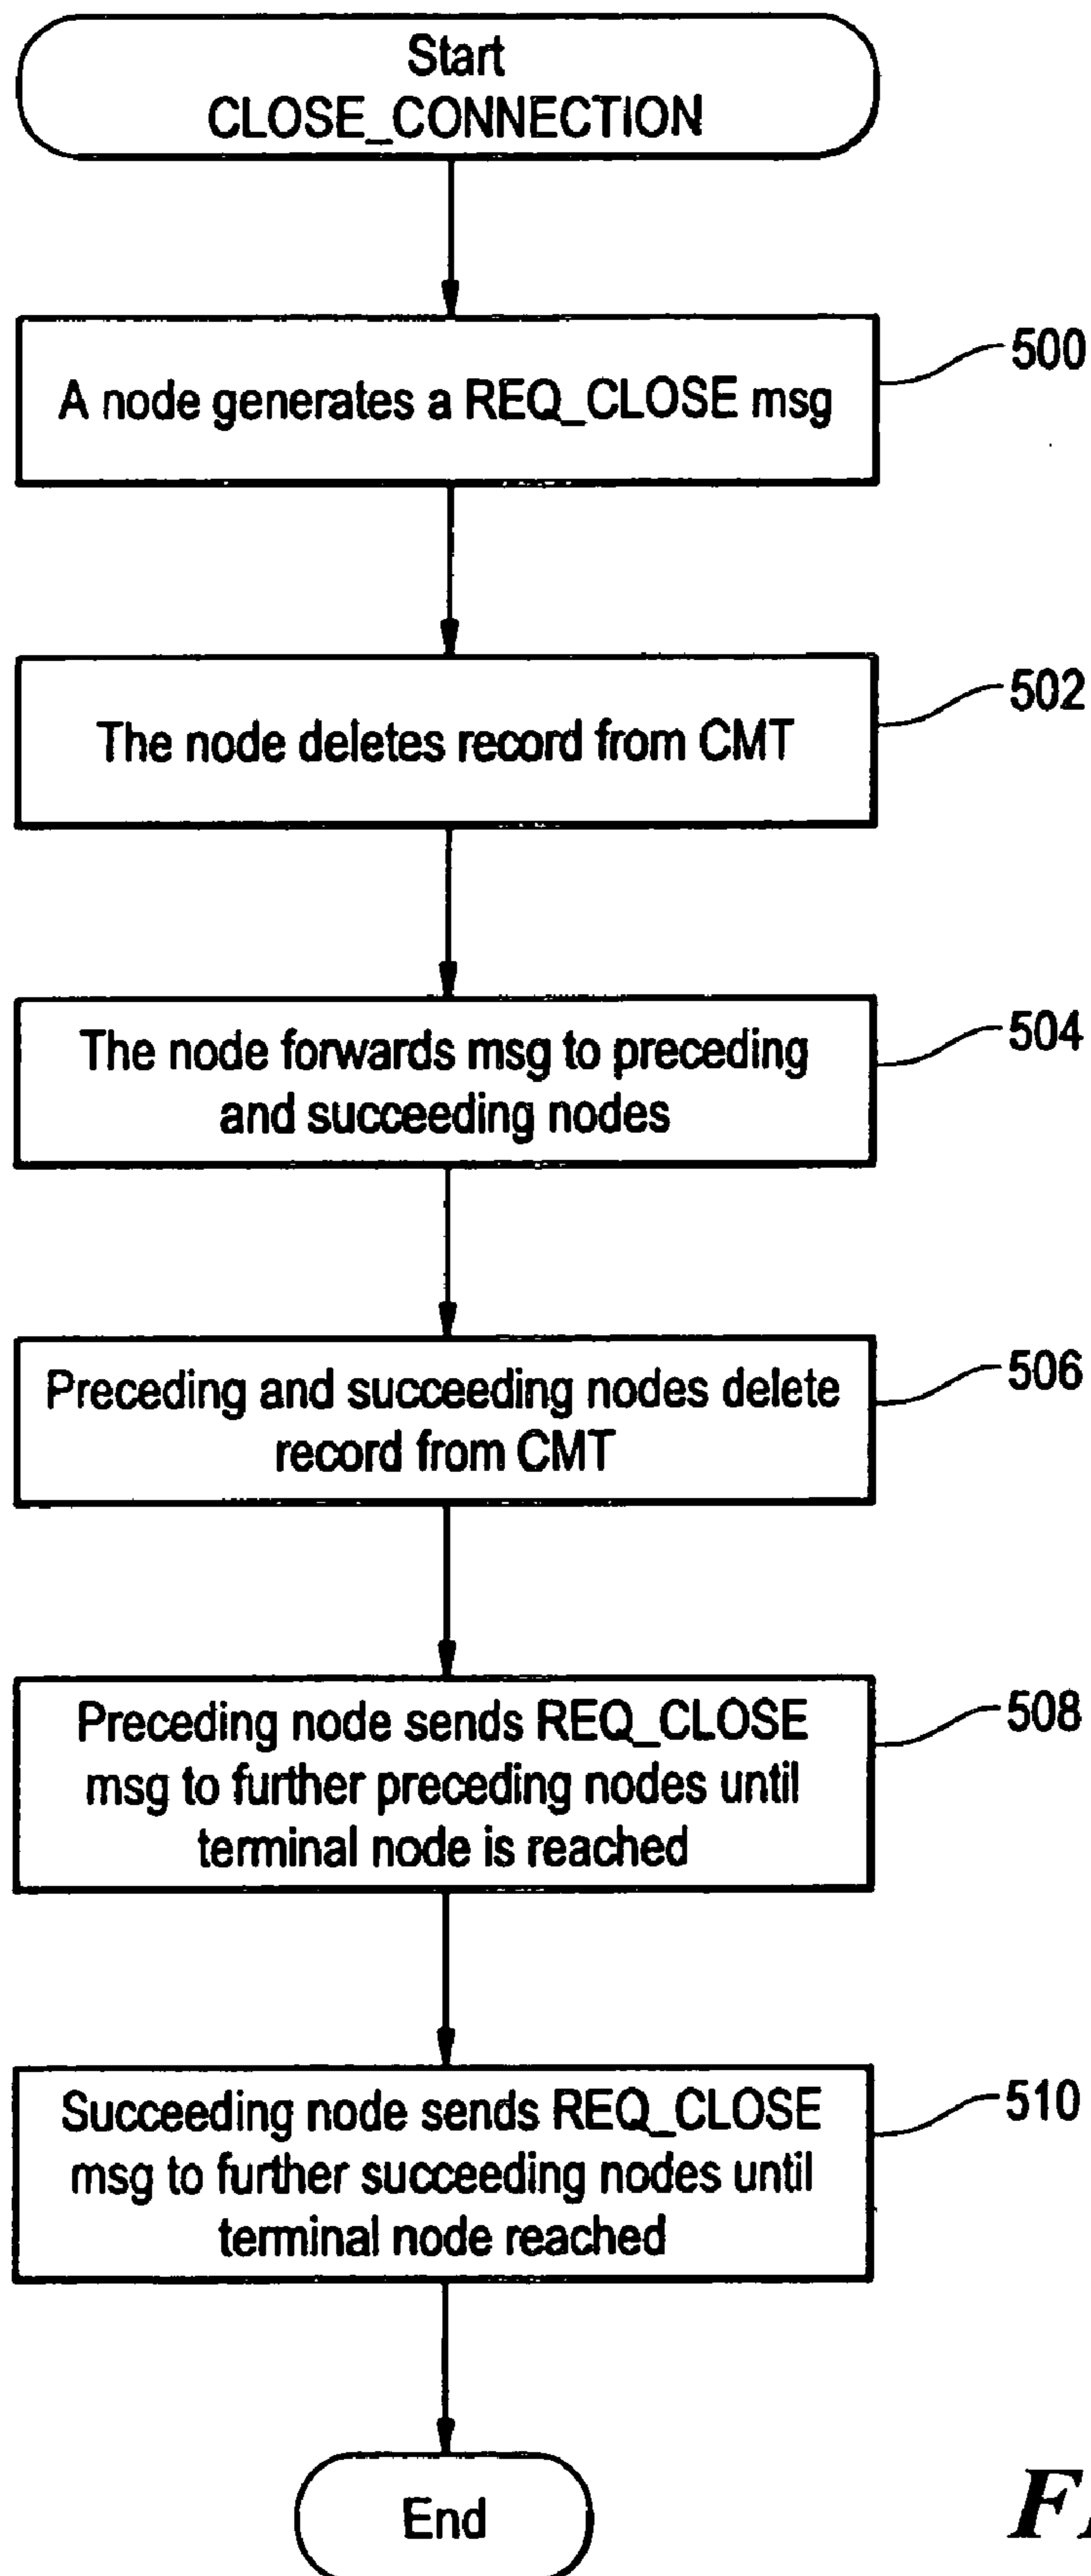 Start
CLOSE_CONNECTION
A node generates a REQ_CLOSE msg
500
The node deletes record from CMT
502
The node forwards msg to preceding
and succeeding nodes
504
Preceding and succeeding nodes delete
record from CMT
506
Preceding node sends REQ_CLOSE
msg to further preceding nodes until
terminal node is reached
508
Succeeding node sends REQ_CLOSE
msg to further succeeding nodes until
terminal node reached
510
End